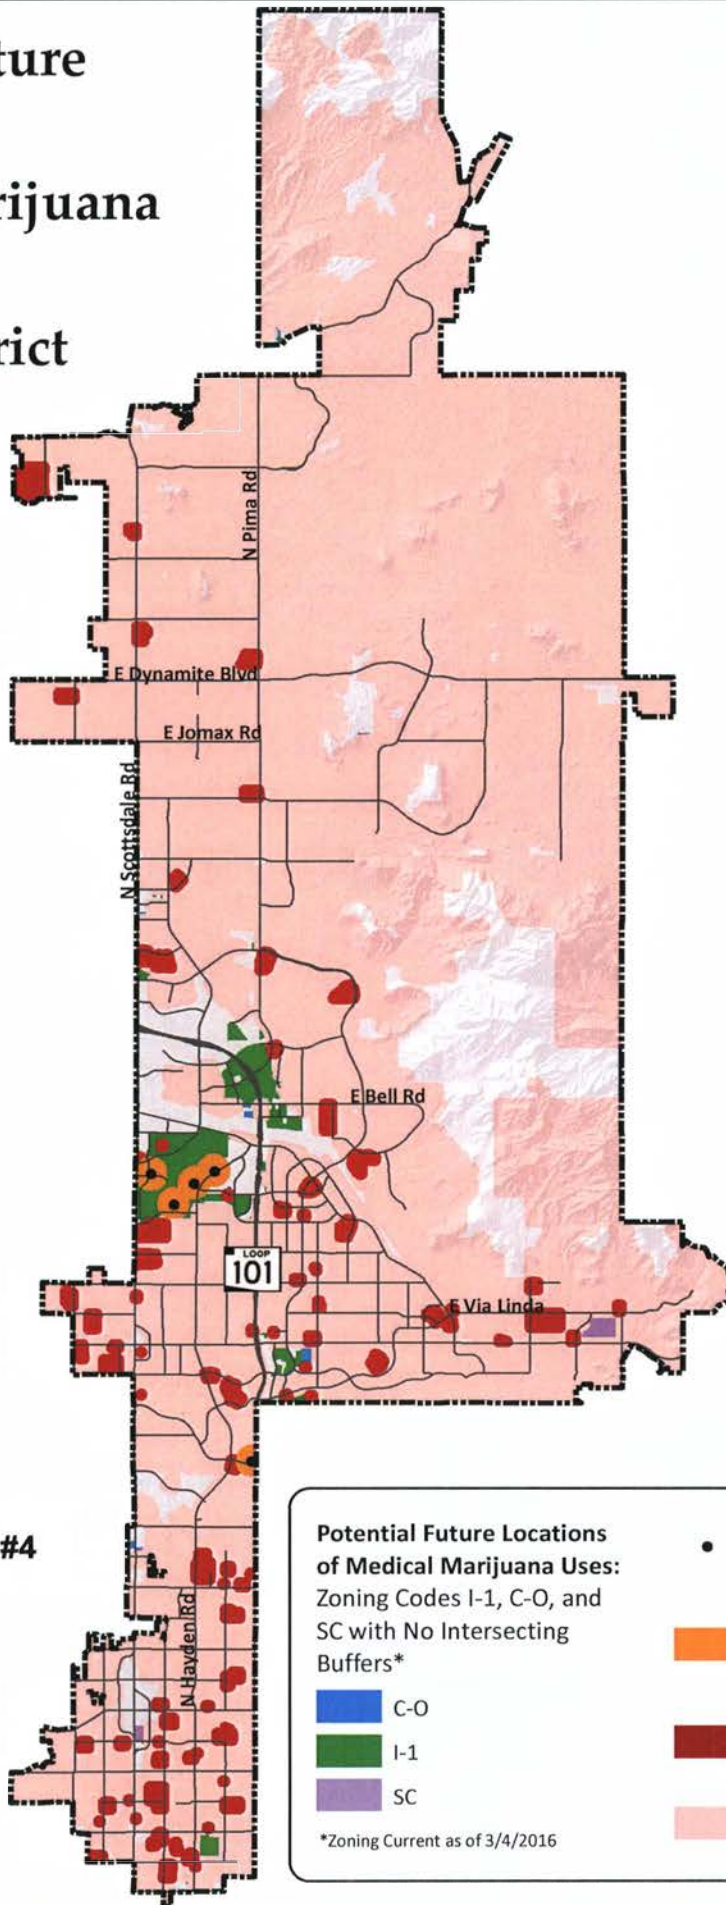 ture
rijuana
rict
N Pima Rd
E Dynamite Blvd
E Jomax Rd
N Scottsdale Rd
E Bell Rd
LOOP
101
E Via Linda
#4
N Hayden Rd
Potential Future Locations
of Medical Marijuana Uses:
Zoning Codes I-1, C-O, and
SC with No Intersecting
Buffers*
C-O
I-1
SC
*Zoning Current as of 3/4/2016